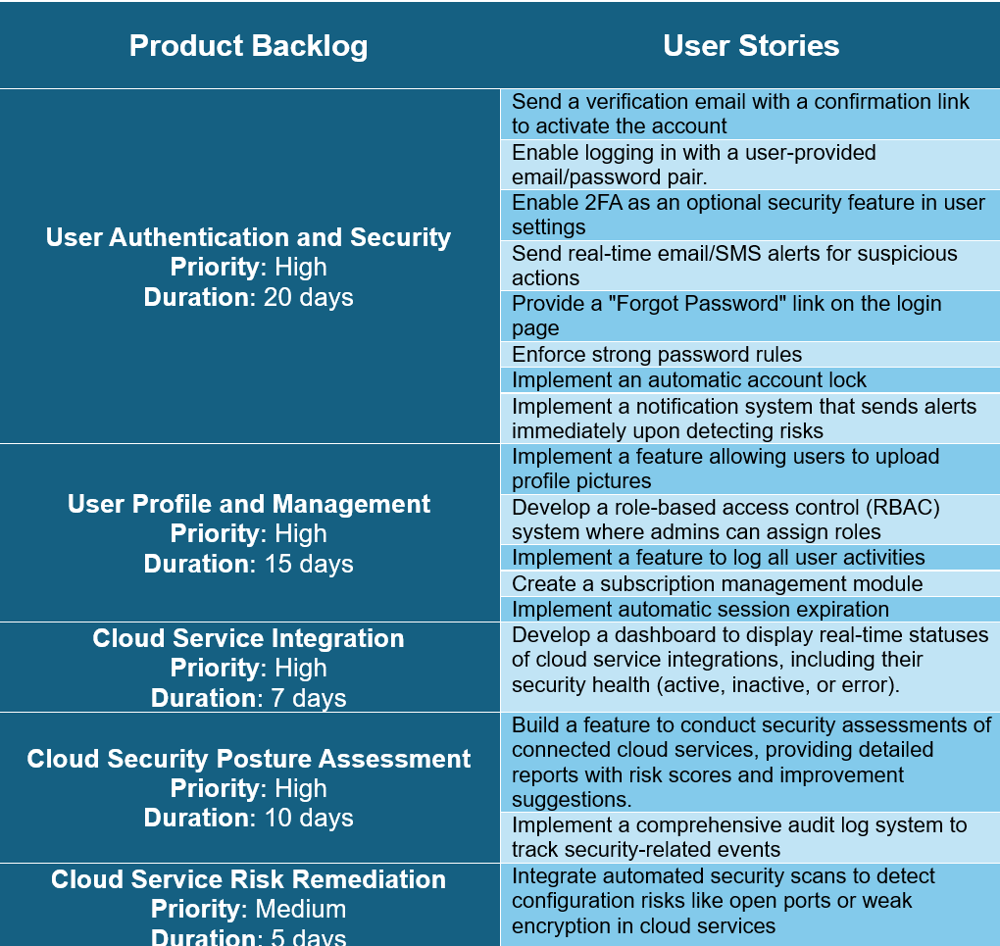 Product Backlog
User Stories
User Authentication and Security
Priority: High
Duration: 20 days
Send a verification email with a confirmation link
to activate the account
Enable logging in with a user-provided
email/password pair.
Enable 2FA as an optional security feature in user
settings
Send real-time email/SMS alerts for suspicious
actions
Provide a "Forgot Password" link on the login
page
Enforce strong password rules
Implement an automatic account lock
Implement a notification system that sends alerts
immediately upon detecting risks
User Profile and Management
Priority: High
Duration: 15 days
Implement a feature allowing users to upload
profile pictures
Develop a role-based access control (RBAC)
system where admins can assign roles
Implement a feature to log all user activities
Create a subscription management module
Implement automatic session expiration
Cloud Service Integration
Priority: High
Duration: 7 days
Develop a dashboard to display real-time statuses
of cloud service integrations, including their
security health (active, inactive, or error).
Cloud Security Posture Assessment
Priority: High
Duration: 10 days
Build a feature to conduct security assessments of
connected cloud services, providing detailed
reports with risk scores and improvement
suggestions.
Implement a comprehensive audit log system to
track security-related events
Cloud Service Risk Remediation
Priority: Medium
Duration: 5 days
Integrate automated security scans to detect
configuration risks like open ports or weak
encryption in cloud services